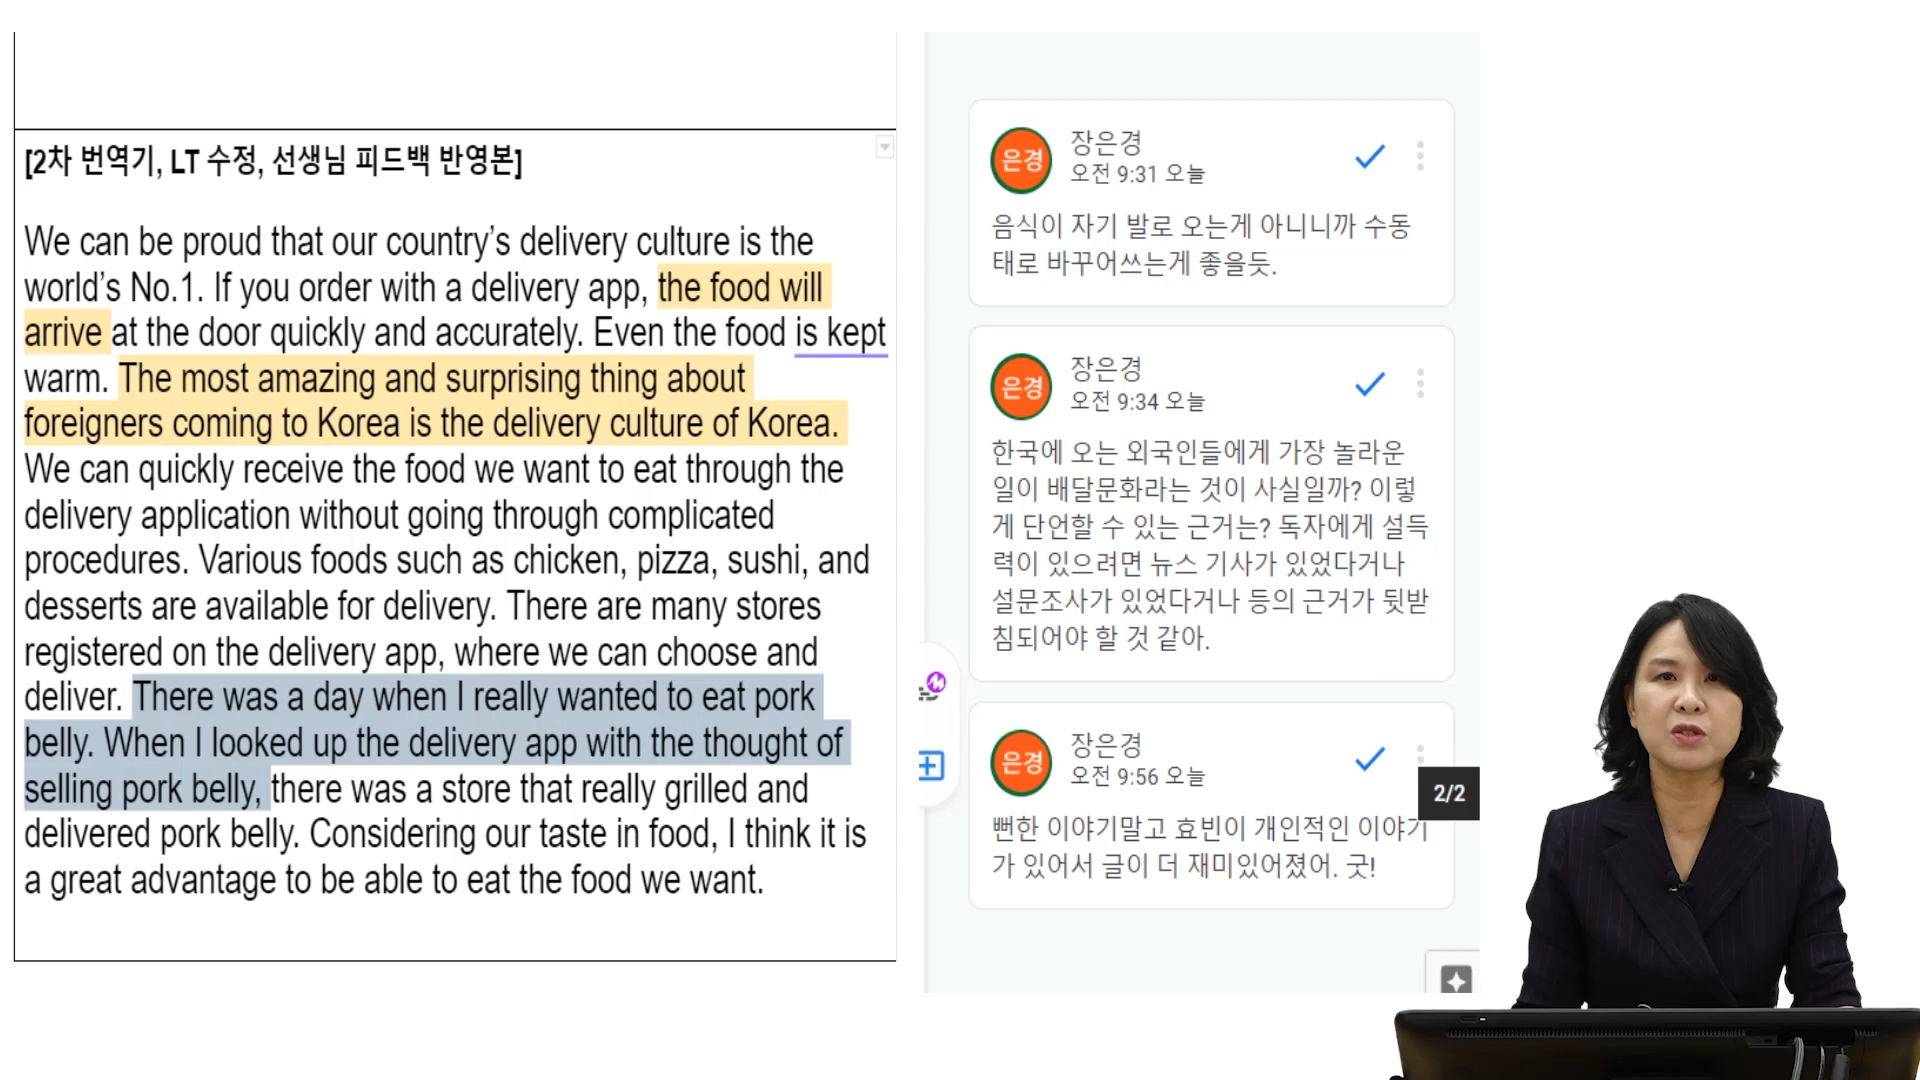 [2차 번역기, LT 수정, 선생님 피드백 반영본]
We can be proud that our country's delivery culture is the
world's No.1. If you order with a delivery app, the food will
arrive at the door quickly and accurately. Even the food is kept
warm. The most amazing and surprising thing about
foreigners coming to Korea is the delivery culture of Korea.
We can quickly receive the food we want to eat through the
delivery application without going through complicated
procedures. Various foods such as chicken, pizza, sushi, and
desserts are available for delivery. There are many stores
registered on the delivery app, where we can choose and
deliver. There was a day when I really wanted to eat pork
belly. When I looked up the delivery app with the thought of
selling pork belly, there was a store that really grilled and
delivered pork belly. Considering our taste in food, I think it is
a great advantage to be able to eat the food we want.
은경
장은경
오전 9:31 오늘
음식이 자기 발로 오는게 아니니까 수동
태로 바꾸어쓰는게 좋을듯.
은경
장은경
오전 9:34 오늘
한국에 오는 외국인들에게 가장 놀라운
일이 배달문화라는 것이 사실일까? 이렇
게 단언할 수 있는 근거는? 독자에게 설득
력이 있으려면 뉴스 기사가 있었다거나
설문조사가 있었다거나 등의 근거가 뒷받
침되어야 할 것 같아.
은경
장은경
오전 9:56 오늘
2/2
뻔한 이야기말고 효빈이 개인적인 이야기
가 있어서 글이 더 재미있어졌어. 굿!